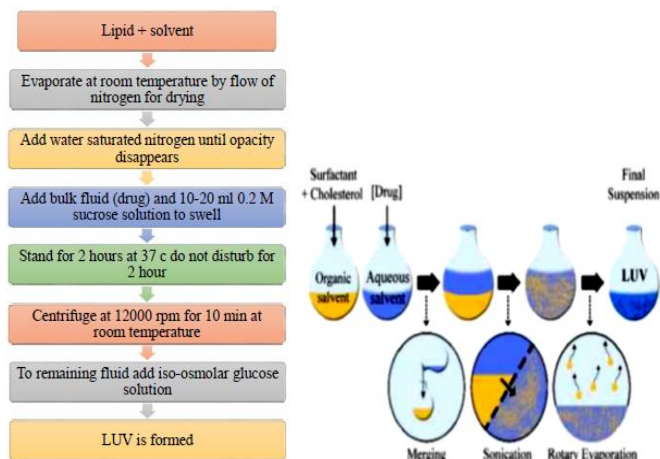 Lipid + solvent
Evaporate at room temperature by flow of
nitrogen for drying
Add water saturated nitrogen until opacity
disappears
Add bulk fluid (drug) and 10-20 ml 0.2 M
sucrose solution to swell
Stand for 2 hours at 37 c do not disturb for
2 hour
Centrifuge at 12000 rpm for 10 min at
room temperature
To remaining fluid add iso-osmolar glucose
solution
LUV is formed
Surfactant
+ Cholesterol
[Drug]
Final
Suspension
Organic
salvent
Aqueous
salvent
LUV
Merging
Sonication
Rotary Evaporation